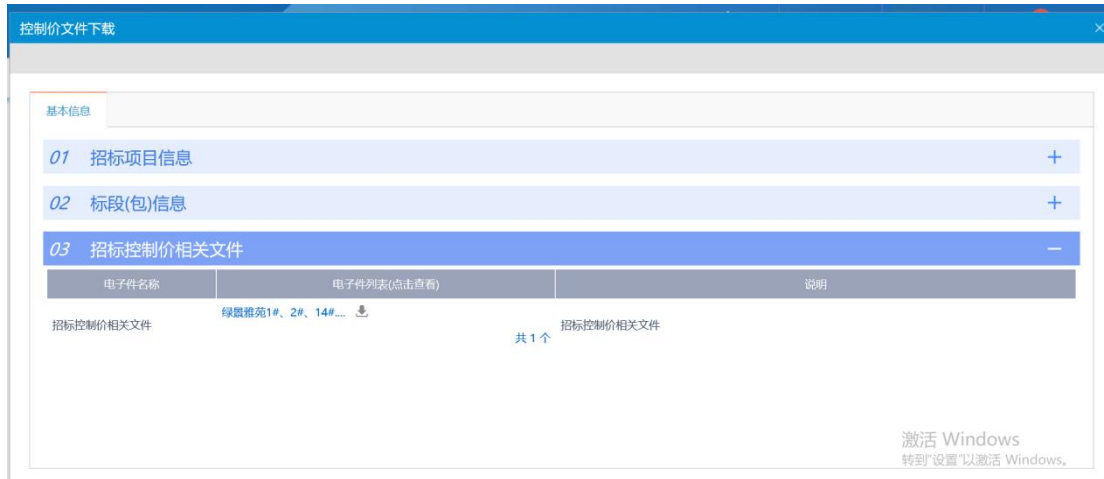 控制价文件下载
基本信息
01 招标项目信息
02 标段(包)信息
03 招标控制价相关文件
电子件名称 电子件列表(点击查看) 说明
绿景雅苑1#、2#、14#....
招标控制价相关文件 招标控制价相关文件
共 1 个
激活 Windows
转到"设置"以激活 Windows。